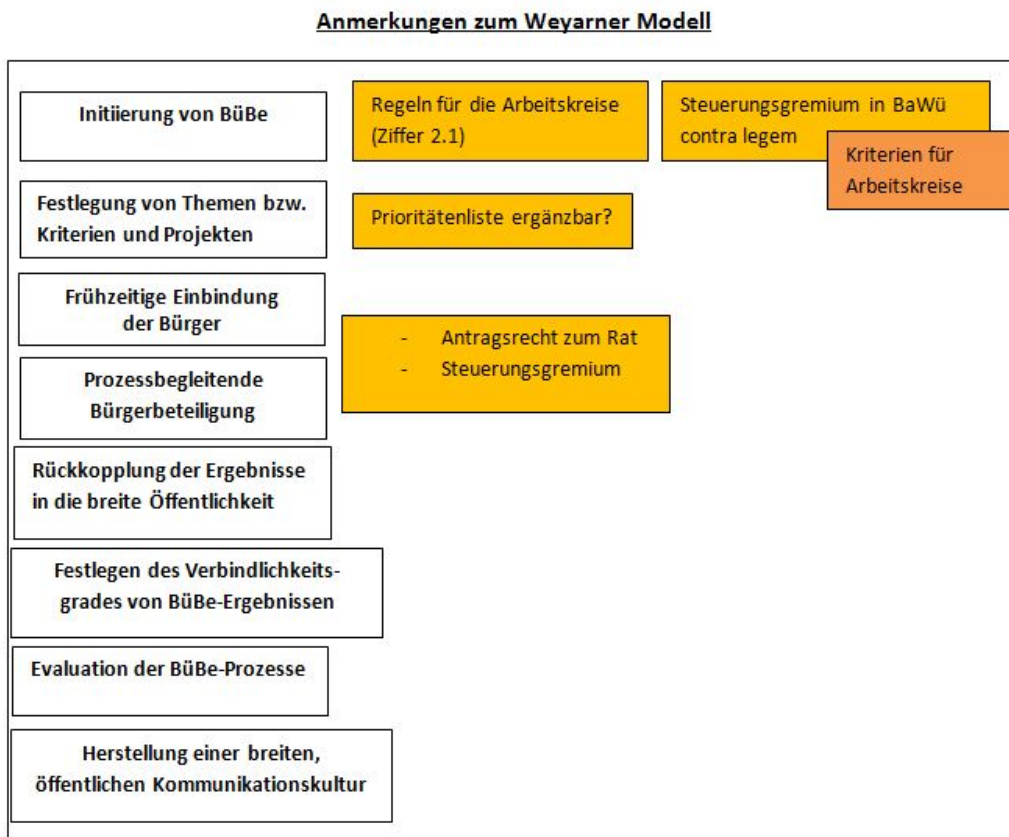 Anmerkungen zum Weyarner Modell
Initiierung von BüBe
Regeln für die Arbeitskreise
(Ziffer 2.1)
Steuerungsgremium in BaWü
contra legem
Kriterien für
Arbeitskreise
Festlegung von Themen bzw.
Kriterien und Projekten
Prioritätenliste ergänzbar?
Frühzeitige Einbindung
der Bürger
- Antragsrecht zum Rat
- Steuerungsgremium
Prozessbegleitende
Bürgerbeteiligung
Rückkopplung der Ergebnisse
in die breite Öffentlichkeit
Festlegen des Verbindlichkeits-
grades von BüBe-Ergebnissen
Evaluation der BüBe-Prozesse
Herstellung einer breiten,
öffentlichen Kommunikationskultur